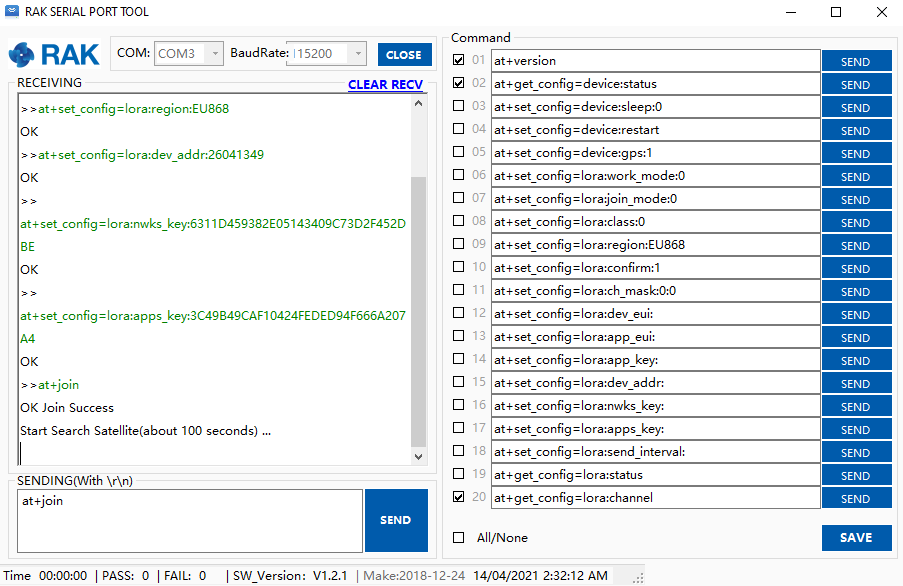 RAK SERIAL PORT TOOL
RAK
COM: COM3 BaudRate: 115200 CLOSE
RECEIVING CLEAR RECV
>>at+set_config=lora:region:EU868
OK
>>at+set_config=lora:dev_addr:26041349
OK
>>
at+set_config=lora:nwks_key:6311D459382E05143409C73D2F452D
BE
OK
>>
at+set_config=lora:apps_key:3C49B49CAF10424FEDED94F666A207
A4
OK
>>at+join
OK Join Success
Start Search Satellite(about 100 seconds) ...
SENDING(With \r\n)
at+join
SEND
Command
01 at+version SEND
02 at+get_config=device:status SEND
03 at+set_config=device:sleep:0 SEND
04 at+set_config=device:restart SEND
05 at+set_config=device:gps:1 SEND
06 at+set_config=lora:work_mode:0 SEND
07 at+set_config=lora:join_mode:0 SEND
08 at+set_config=lora:class:0 SEND
09 at+set_config=lora:region:EU868 SEND
10 at+set_config=lora:confirm:1 SEND
11 at+set_config=lora:ch_mask:0:0 SEND
12 at+set_config=lora:dev_eui: SEND
13 at+set_config=lora:app_eui: SEND
14 at+set_config=lora:app_key: SEND
15 at+set_config=lora:dev_addr: SEND
16 at+set_config=lora:nwks_key: SEND
17 at+set_config=lora:apps_key: SEND
18 at+set_config=lora:send_interval: SEND
19 at+get_config=lora:status SEND
20 at+get_config=lora:channel SEND
All/None SAVE
Time 00:00:00 | PASS: 0 | FAIL: 0 | SW_Version: V1.2.1 | Make:2018-12-24 14/04/2021 2:32:12 AM